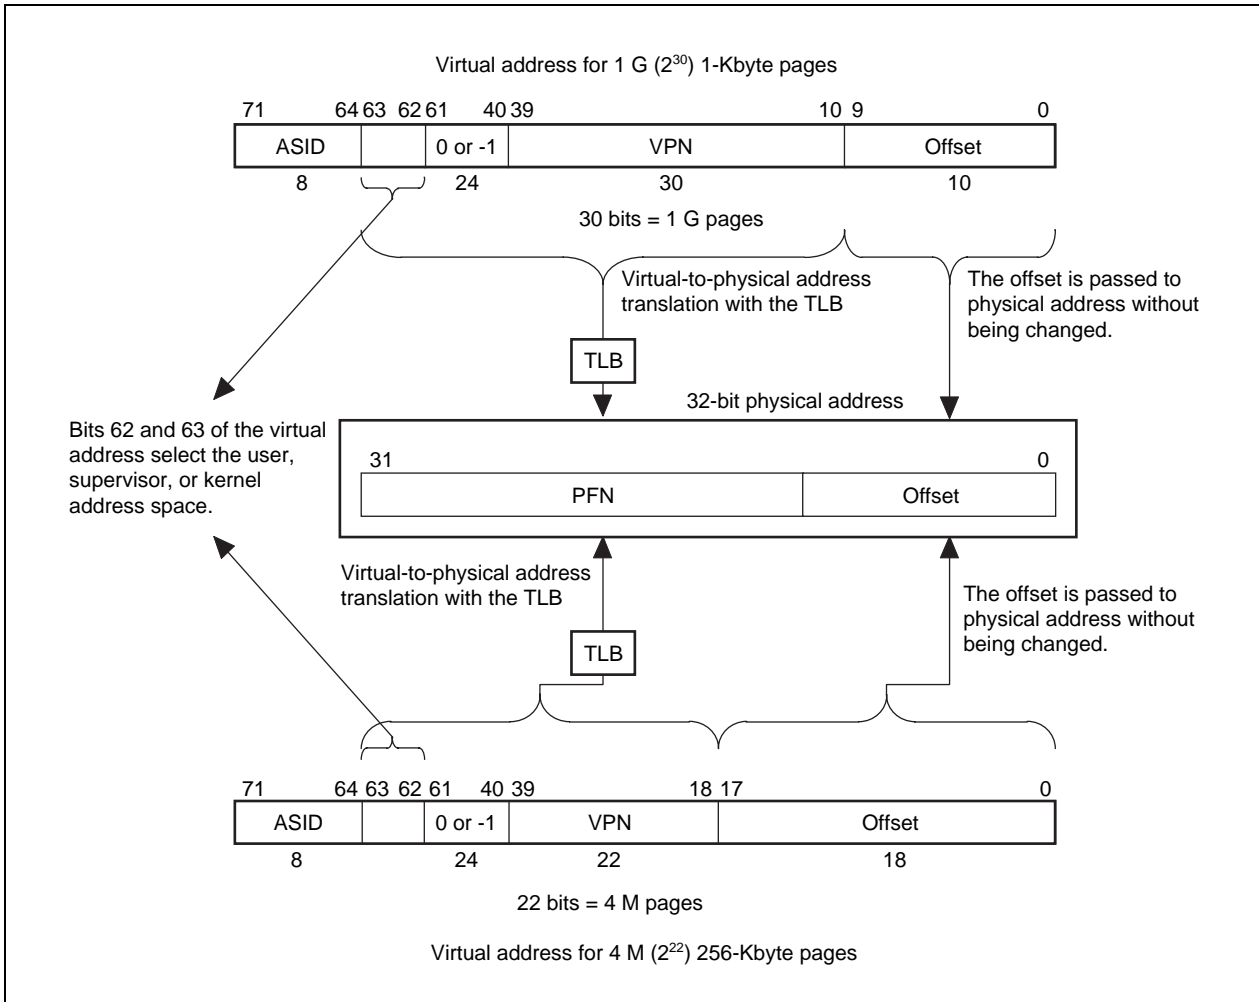 Virtual address for 1 G (2³⁰) 1-Kbyte pages
71 64 63 62 61 40 39 10 9 0
ASID 0 or -1 VPN Offset
8 24 30 10
30 bits = 1 G pages
Virtual-to-physical address
translation with the TLB
The offset is passed to
physical address without
being changed.
TLB
32-bit physical address
Bits 62 and 63 of the virtual
address select the user,
supervisor, or kernel
address space.
31 0
PFN Offset
Virtual-to-physical address
translation with the TLB
The offset is passed to
physical address without
being changed.
TLB
71 64 63 62 61 40 39 18 17 0
ASID 0 or -1 VPN Offset
8 24 22 18
22 bits = 4 M pages
Virtual address for 4 M (2²²) 256-Kbyte pages